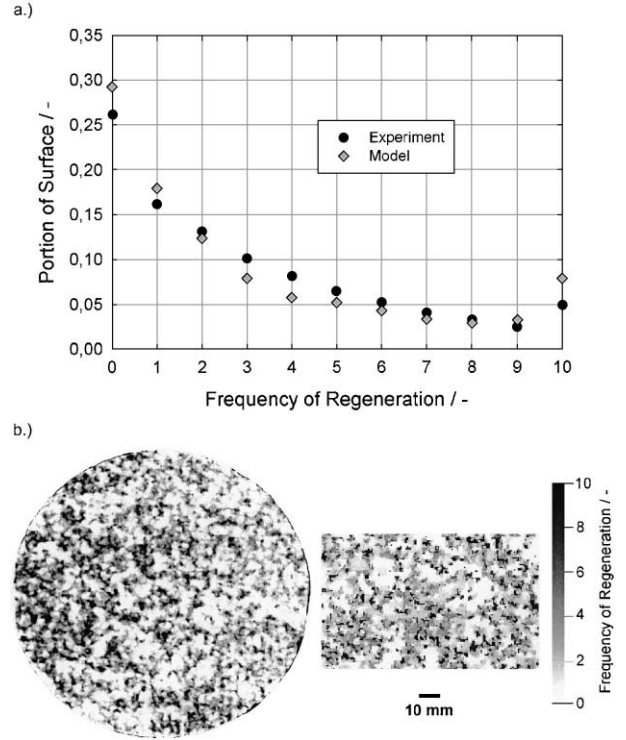 a.)
0,35
0,30
0,25
0,20
0,15
0,10
0,05
0,00
Portion of Surface / -
Experiment
Model
0 1 2 3 4 5 6 7 8 9 10
Frequency of Regeneration / -
b.)
10
8
6
4
2
0
Frequency of Regeneration / -
10 mm